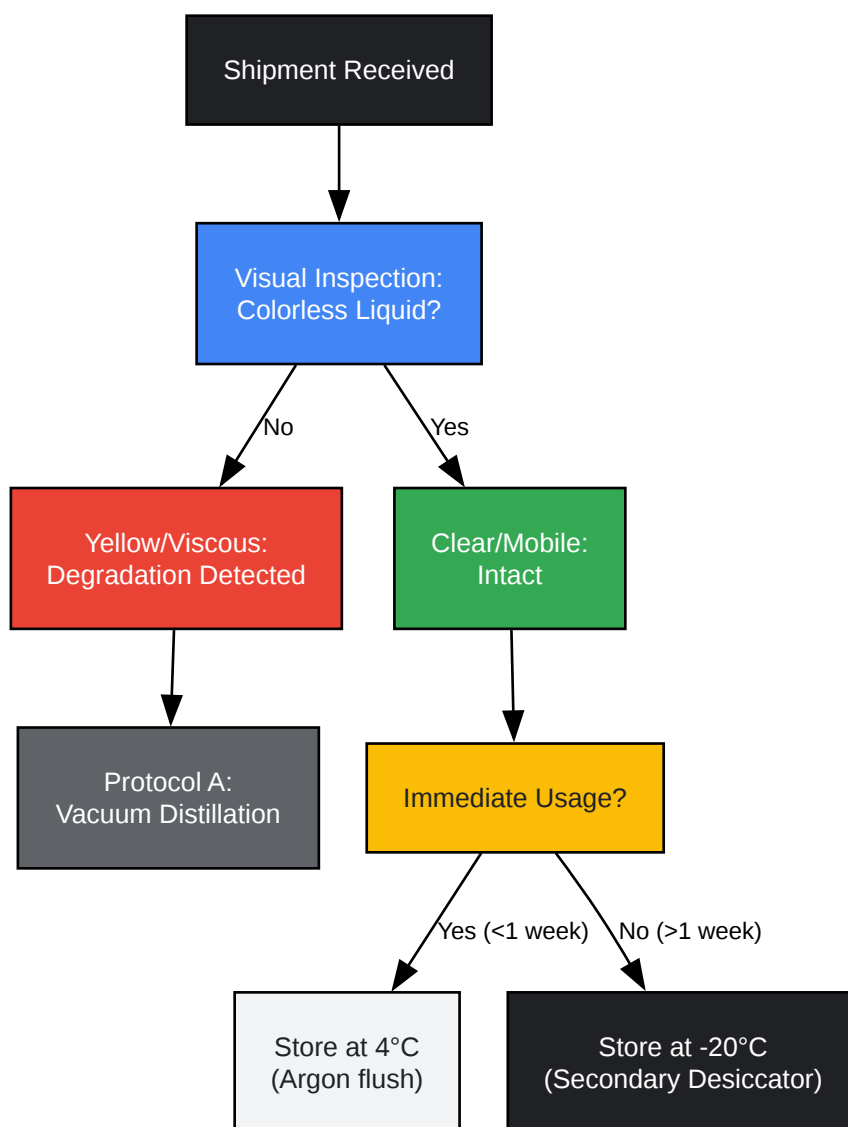 Shipment Received
Visual Inspection:
Colorless Liquid?
No
Yes
Yellow/Viscous:
Degradation Detected
Clear/Mobile:
Intact
Protocol A:
Vacuum Distillation
Immediate Usage?
Yes (<1 week)
No (>1 week)
Store at 4°C
(Argon flush)
Store at -20°C
(Secondary Desiccator)